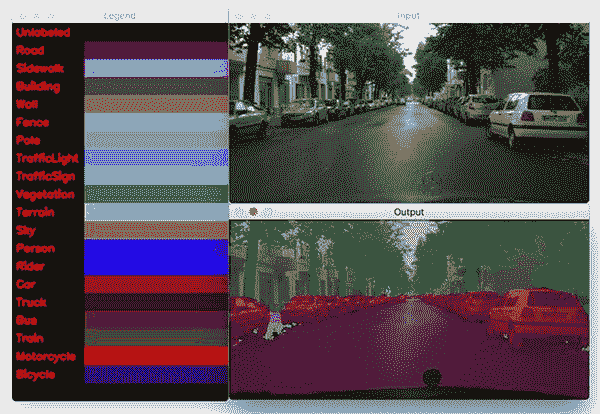 Legend
Unlabeled
Road
Sidewalk
Building
Wall
Fence
Pole
TrafficLight
TrafficSign
Vegetation
Terrain
Sky
Person
Rider
Car
Truck
Bus
Train
Motorcycle
Bicycle
Input
Output